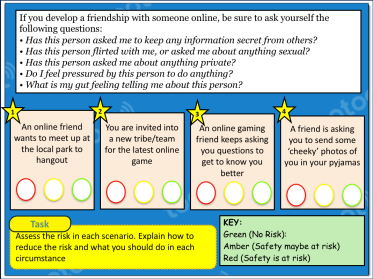 If you develop a friendship with someone online, be sure to ask yourself the
following questions:
• Has this person asked me to keep any information secret from others?
• Has this person flirted with me, or asked me about anything sexual?
• Has this person asked me about anything private?
• Do I feel pressured by this person to do anything?
• What is my gut feeling telling me about this person?
1
An online friend
wants to meet up at
the local park to
hangout
2
You are invited into
a new tribe/team
for the latest online
game
3
An online gaming
friend keeps asking
you questions to
get to know you
better
4
A friend is asking
you to send some
'cheeky' photos of
you in your pyjamas
Task
Assess the risk in each scenario. Explain how to
reduce the risk and what you should do in each
circumstance
KEY:
Green (No Risk):
Amber (Safety maybe at risk)
Red (Safety is at risk)